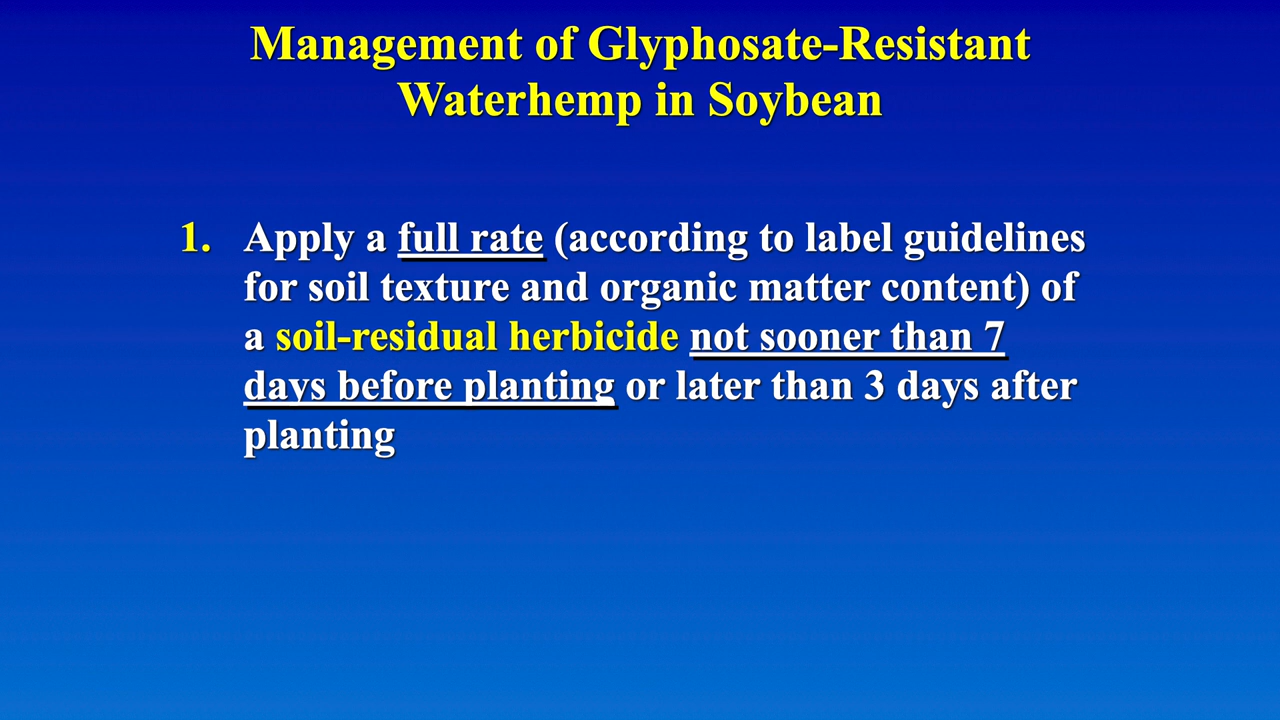 Management of Glyphosate-Resistant
Waterhemp in Soybean
1. Apply a full rate (according to label guidelines
for soil texture and organic matter content) of
a soil-residual herbicide not sooner than 7
days before planting or later than 3 days after
planting